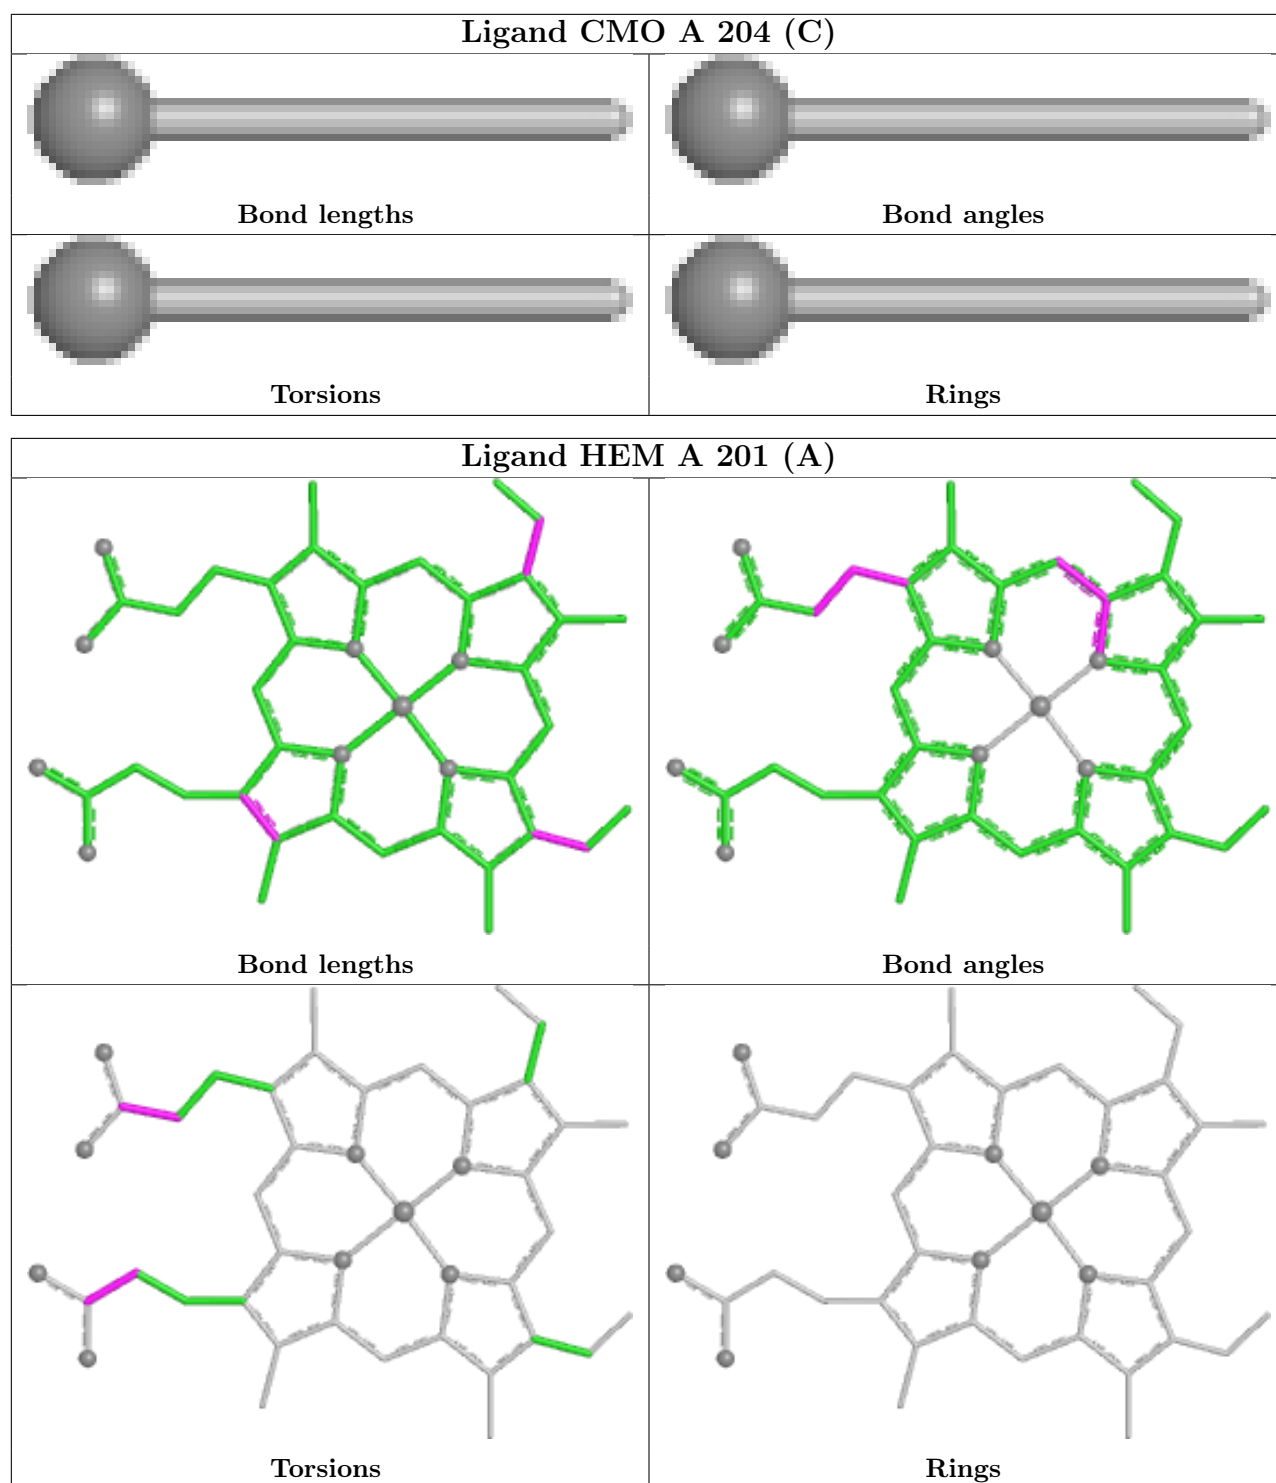 Ligand CMO A 204 (C)
Bond lengths
Bond angles
Torsions
Rings
Ligand HEM A 201 (A)
Bond lengths
Bond angles
Torsions
Rings